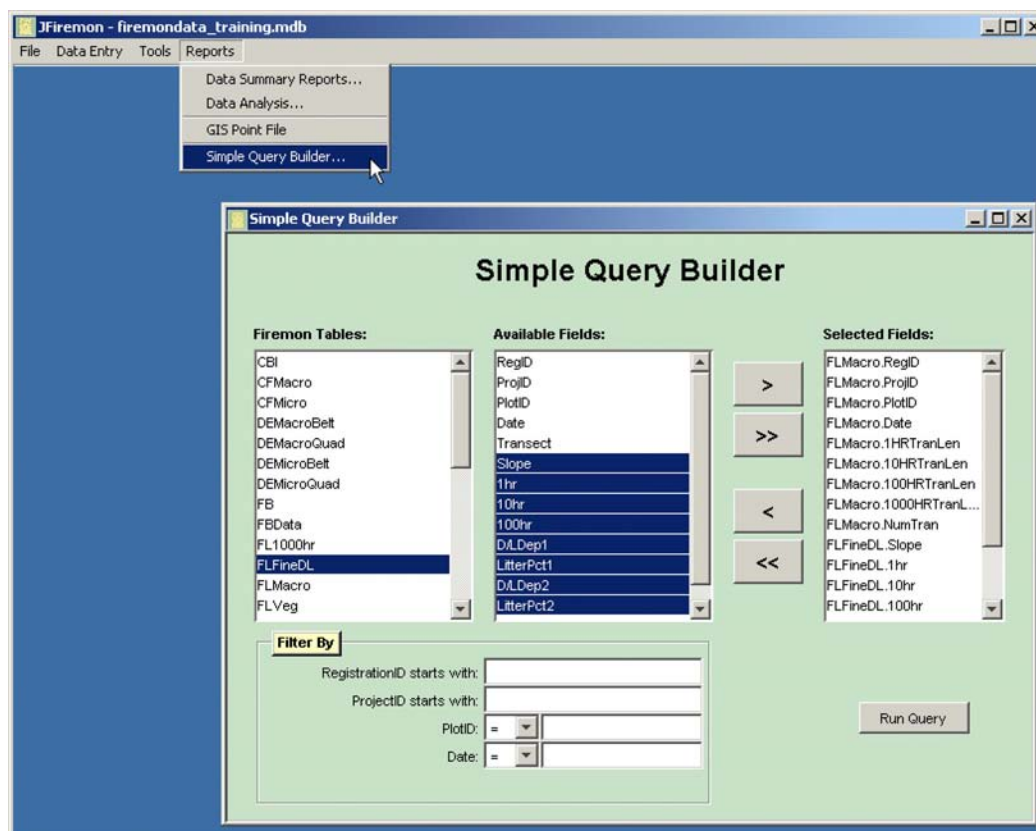 JFiremon - firemondata_training.mdb
File Data Entry Tools Reports
Data Summary Reports...
Data Analysis...
GIS Point File
Simple Query Builder...
Simple Query Builder
Simple Query Builder
Firemon Tables:
CBI
CFMacro
CFMicro
DEMacroBelt
DEMacroQuad
DEMicroBelt
DEMicroQuad
FB
FBData
FL1000hr
FLFineDL
FLMacro
FLVeg
Available Fields:
RegID
ProjID
PlotID
Date
Transect
Slope
1hr
10hr
100hr
D/LDep1
LitterPct1
D/LDep2
LitterPct2
>
>>
<
<<
Selected Fields:
FLMacro.RegID
FLMacro.ProjID
FLMacro.PlotID
FLMacro.Date
FLMacro.1HRTranLen
FLMacro.10HRTranLen
FLMacro.100HRTranLen
FLMacro.1000HRTranL...
FLMacro.NumTran
FLFineDL.Slope
FLFineDL.1hr
FLFineDL.10hr
FLFineDL.100hr
Filter By
RegistrationID starts with:
ProjectID starts with:
PlotID: =
Date: =
Run Query